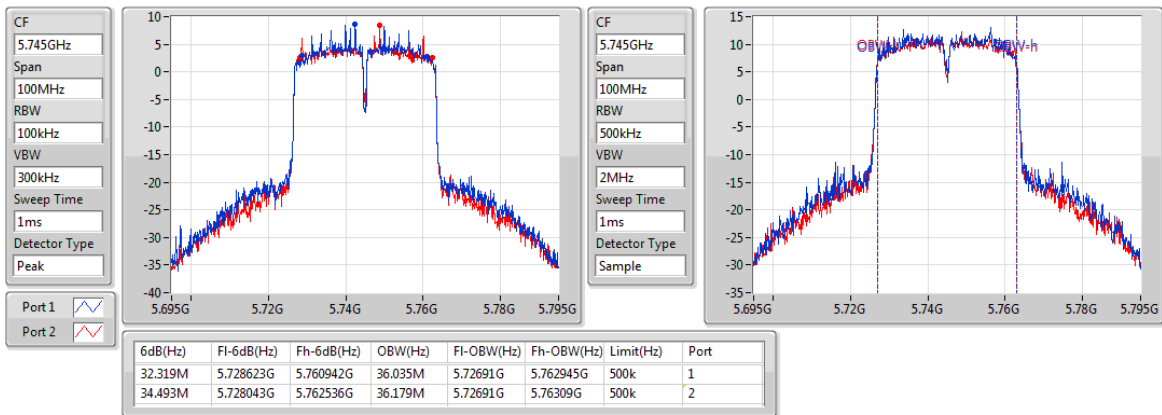 CF
5.745GHz
Span
100MHz
RBW
100kHz
VBW
300kHz
Sweep Time
1ms
Detector Type
Peak
Port 1
Port 2
10
5
0
-5
-10
-15
-20
-25
-30
-35
-40
5.695G
5.72G
5.74G
5.76G
5.78G
5.795G
CF
5.745GHz
Span
100MHz
RBW
500kHz
VBW
2MHz
Sweep Time
1ms
Detector Type
Sample
15
10
5
0
-5
-10
-15
-20
-25
-30
-35
OBW-h
5.695G
5.72G
5.74G
5.76G
5.78G
5.795G
6dB(Hz) Fl-6dB(Hz) Fh-6dB(Hz) OBW(Hz) Fl-OBW(Hz) Fh-OBW(Hz) Limit(Hz) Port
32.319M 5.728623G 5.760942G 36.035M 5.72691G 5.762945G 500k 1
34.493M 5.728043G 5.762536G 36.179M 5.72691G 5.76309G 500k 2